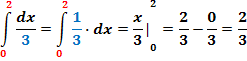 ∫₀² dx/3 = ∫₀² 1/3 · dx = x/3 |₀² = 2/3 − 0/3 = 2/3